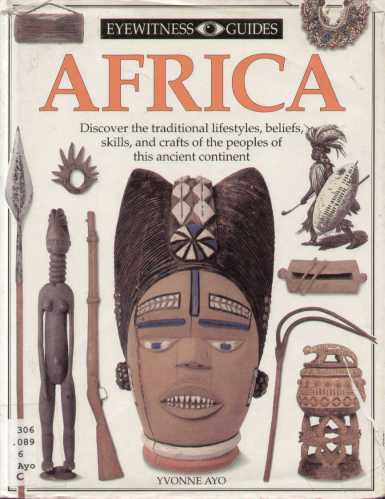 EYEWITNESS GUIDES
AFRICA
Discover the traditional lifestyles, beliefs,
skills, and crafts of the peoples of
this ancient continent
306
.089
6
Ayo
C
YVONNE AYO